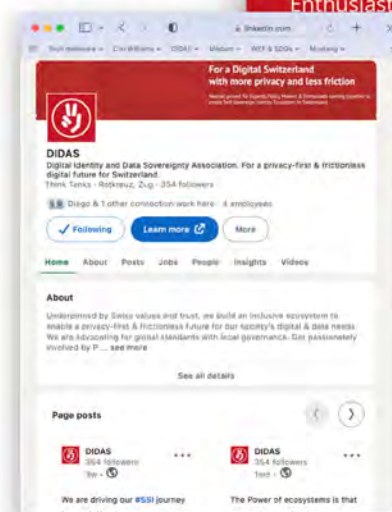 Enthusiast
linkedin.com
For a Digital Switzerland
with more privacy and less friction
DIDAS
Digital Identity and Data Sovereignty Association. For a privacy-first & frictionless
digital future for Switzerland.
Think Tanks · Rotkreuz, Zug · 354 followers
Diego & 1 other connection work here · 4 employees
Following
Learn more
More
Home About Posts Jobs People Insights Videos
About
Underpinned by Swiss values and trust, we build an inclusive ecosystem to
enable a privacy-first & frictionless future for our society's digital & data needs.
We are advocating for global standards with local governance. Get passionately
involved by P ... see more
See all details
Page posts
DIDAS
354 followers
3w
We are driving our #SSI journey
DIDAS
354 followers
1mo
The Power of ecosystems is that